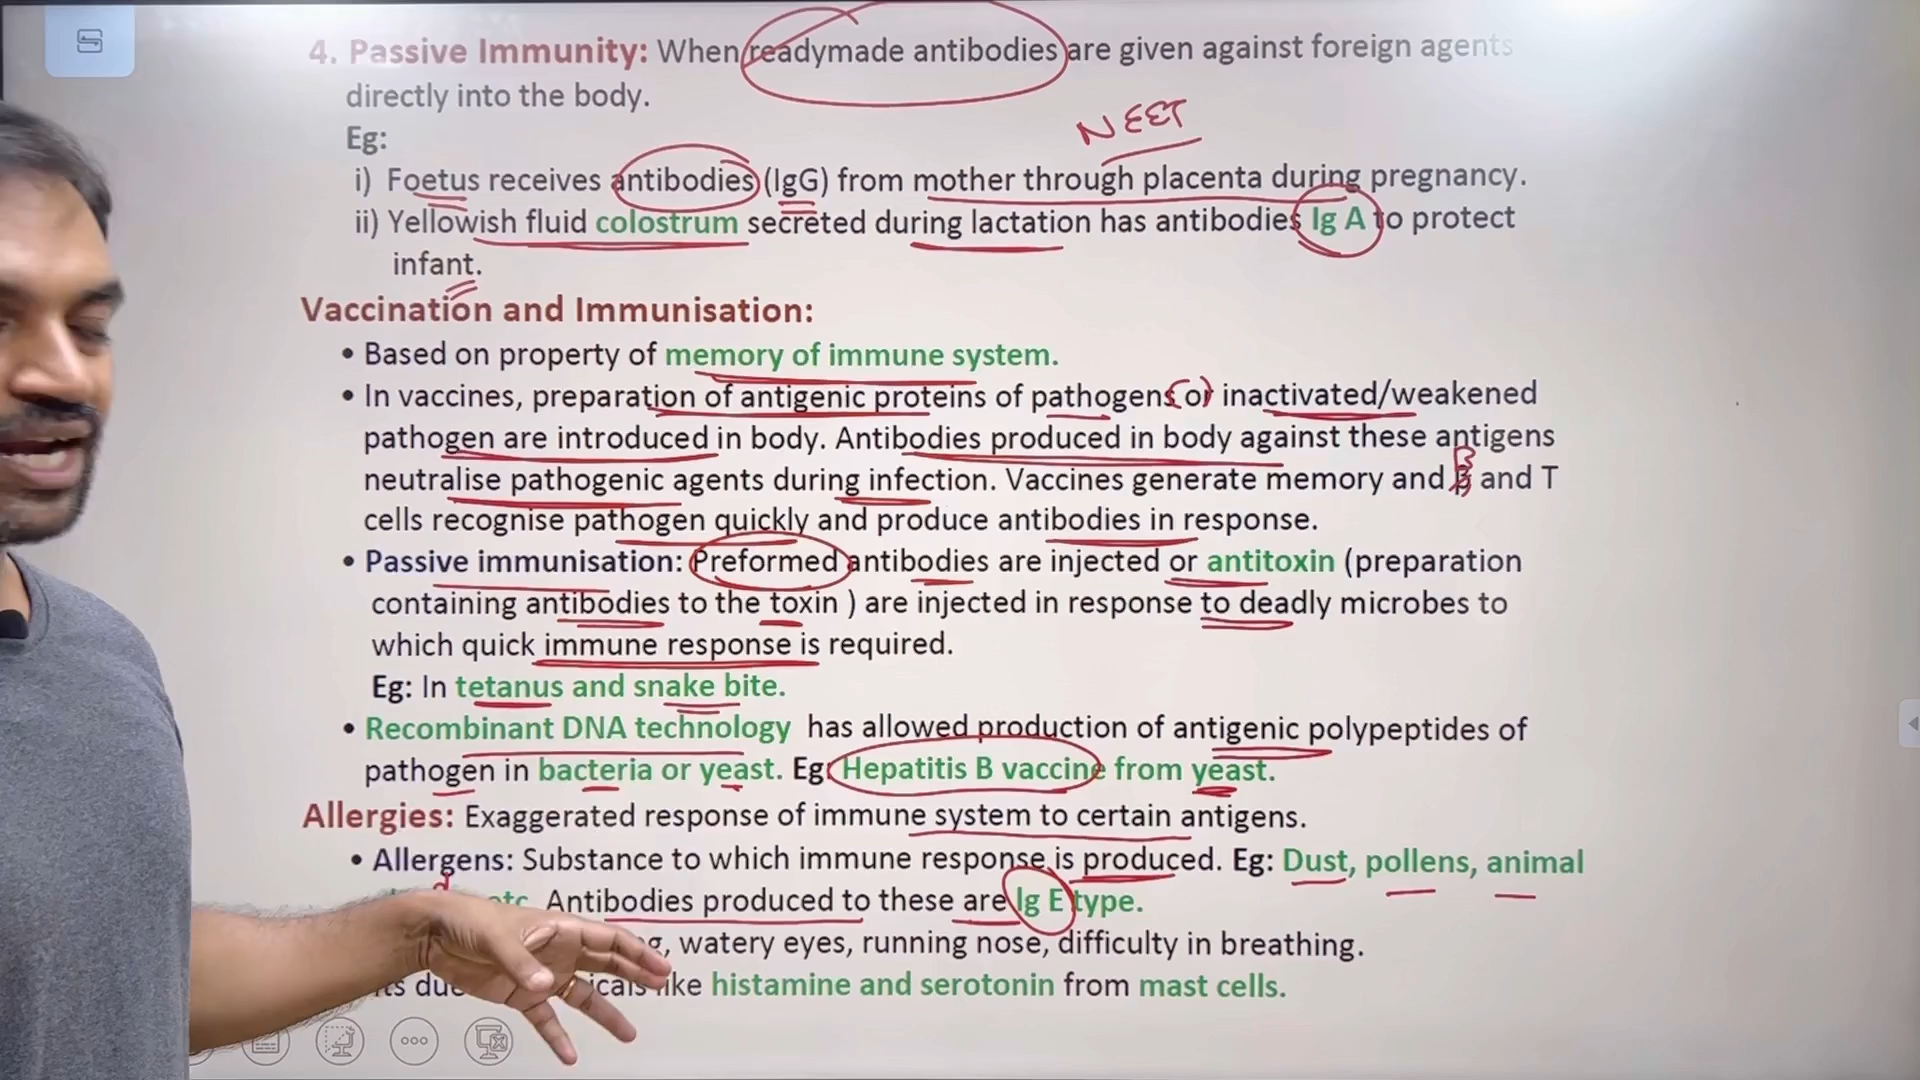 4. Passive Immunity: When readymade antibodies are given against foreign agents
directly into the body.
Eg:
NEET
i) Foetus receives antibodies (IgG) from mother through placenta during pregnancy.
ii) Yellowish fluid colostrum secreted during lactation has antibodies Ig A to protect
infant.
Vaccination and Immunisation:
• Based on property of memory of immune system.
• In vaccines, preparation of antigenic proteins of pathogens or inactivated/weakened
pathogen are introduced in body. Antibodies produced in body against these antigens
neutralise pathogenic agents during infection. Vaccines generate memory and B and T
cells recognise pathogen quickly and produce antibodies in response.
• Passive immunisation: Preformed antibodies are injected or antitoxin (preparation
containing antibodies to the toxin ) are injected in response to deadly microbes to
which quick immune response is required.
Eg: In tetanus and snake bite.
• Recombinant DNA technology has allowed production of antigenic polypeptides of
pathogen in bacteria or yeast. Eg: Hepatitis B vaccine from yeast.
Allergies: Exaggerated response of immune system to certain antigens.
• Allergens: Substance to which immune response is produced. Eg: Dust, pollens, animal
etc. Antibodies produced to these are Ig E type.
watery eyes, running nose, difficulty in breathing.
like histamine and serotonin from mast cells.